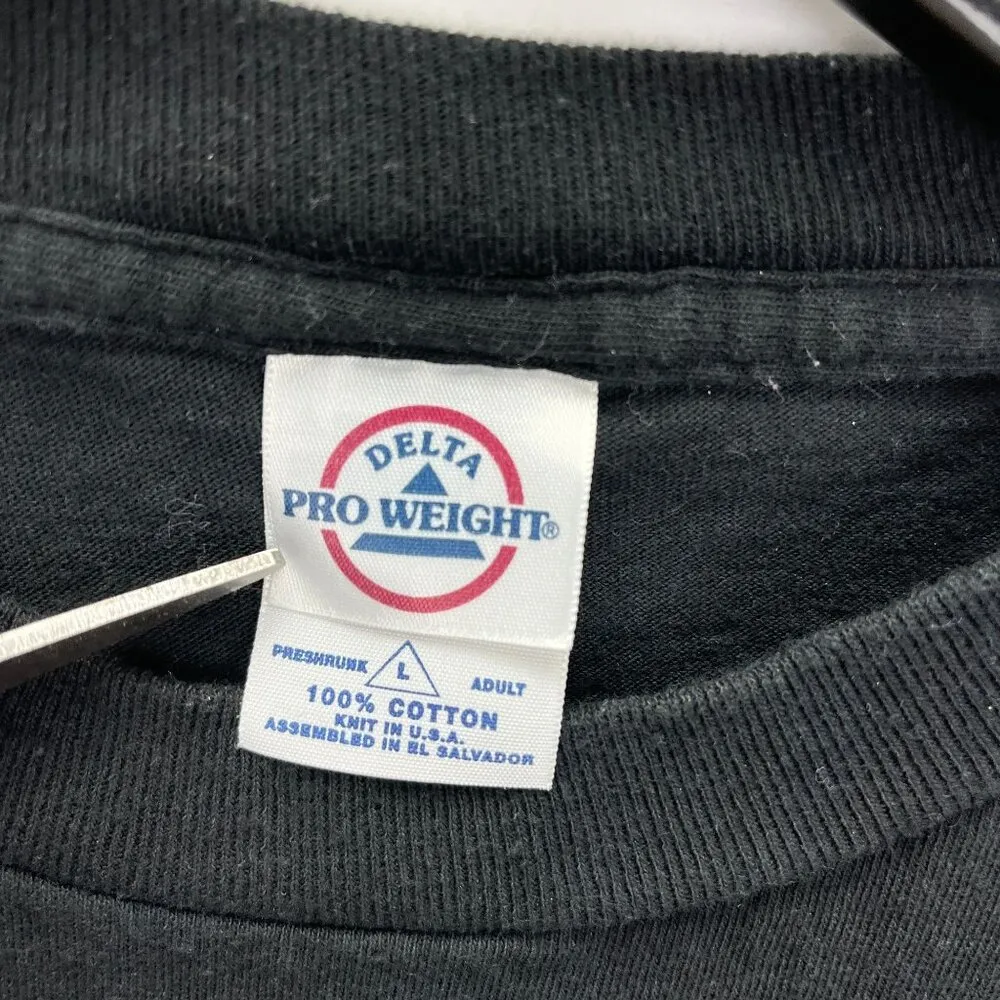 DELTA
PRO WEIGHT®
PRESHRUNK L ADULT
100% COTTON
KNIT IN U.S.A.
ASSEMBLED IN EL SALVADOR